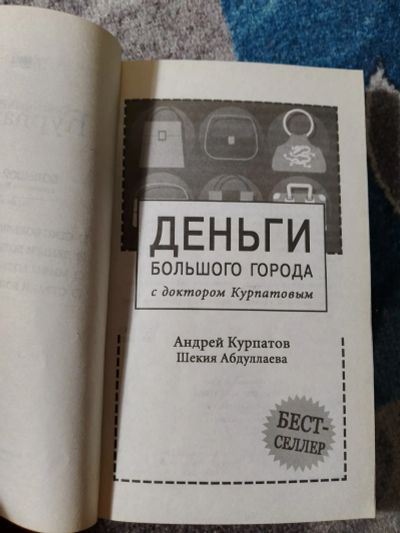 ДЕНЬГИ
БОЛЬШОГО ГОРОДА
с доктором Курпатовым
Андрей Курпатов
Шекия Абдуллаева
БЕСТ-
СЕЛЛЕР